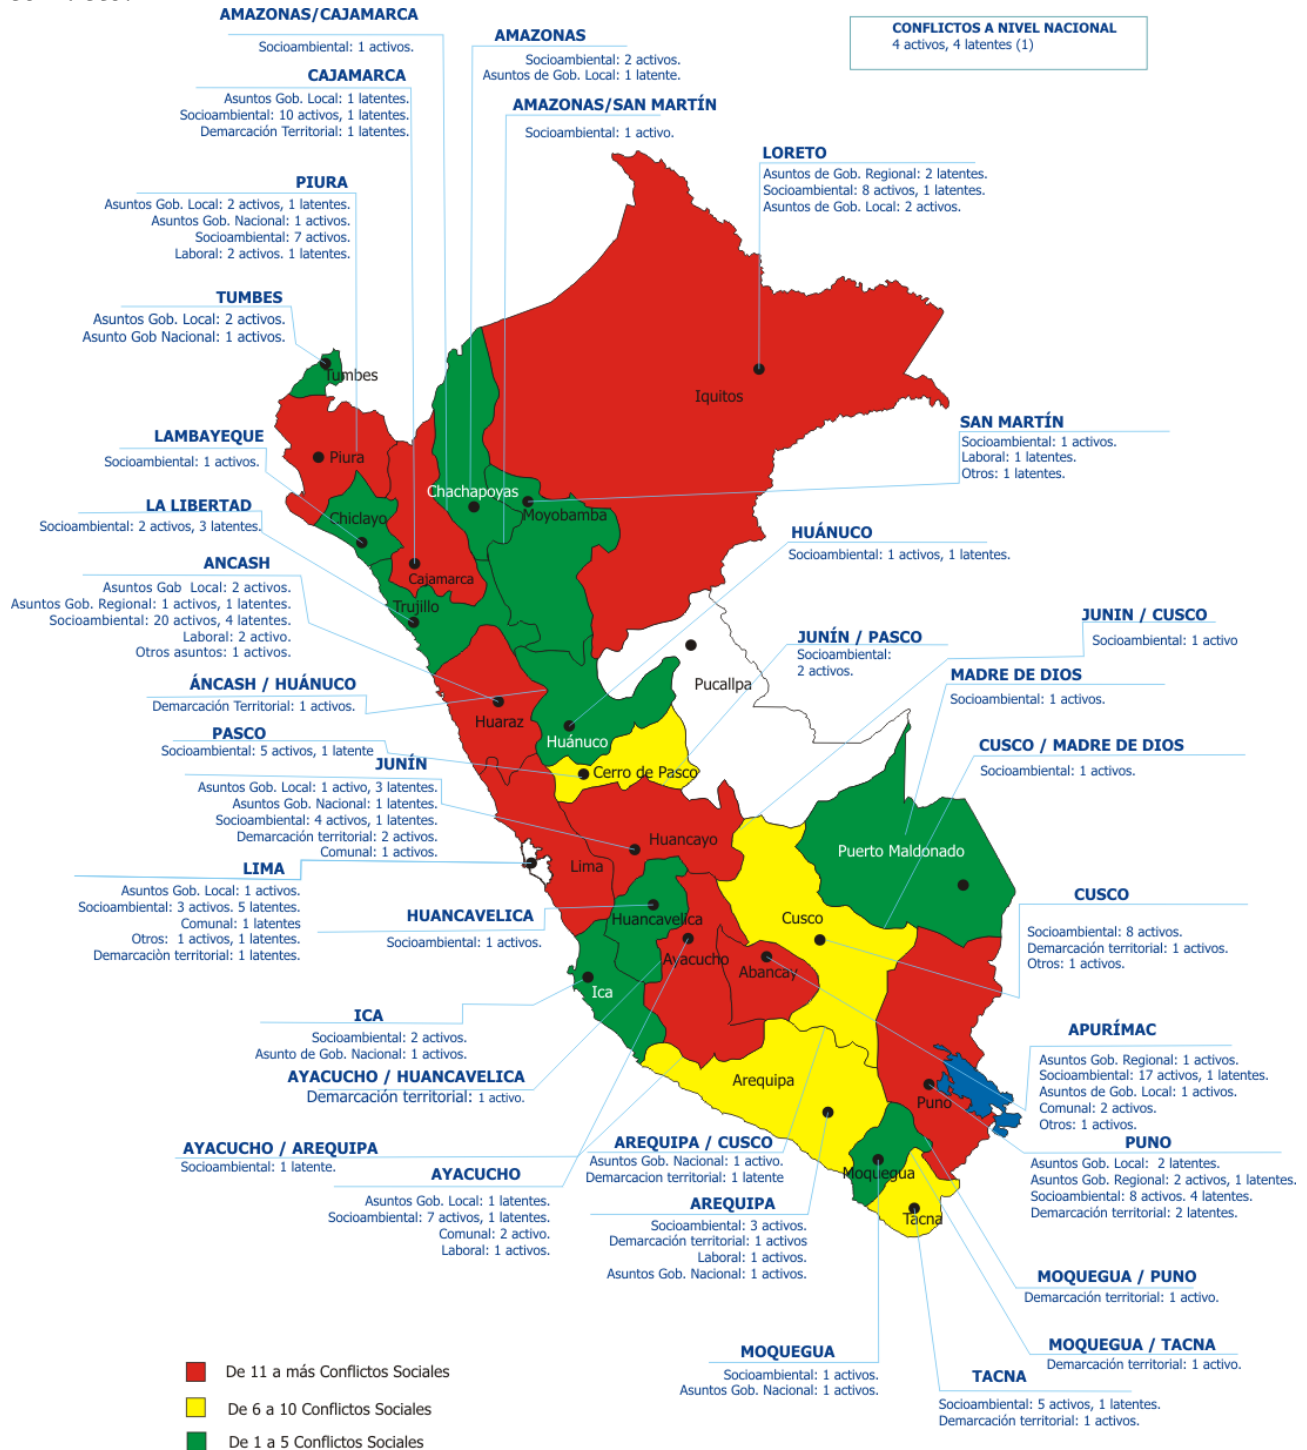 AMAZONAS/CAJAMARCA
Socioambiental: 1 activos.
CONFLICTOS A NIVEL NACIONAL
4 activos, 4 latentes (1)
AMAZONAS
Socioambiental: 2 activos.
Asuntos de Gob. Local: 1 latente.
CAJAMARCA
Asuntos Gob. Local: 1 latentes.
Socioambiental: 10 activos, 1 latentes.
Demarcación Territorial: 1 latentes.
AMAZONAS/SAN MARTÍN
Socioambiental: 1 activo.
LORETO
Asuntos de Gob. Regional: 2 latentes.
Socioambiental: 8 activos, 1 latentes.
Asuntos de Gob. Local: 2 activos.
PIURA
Asuntos Gob. Local: 2 activos, 1 latentes.
Asuntos Gob. Nacional: 1 activos.
Socioambiental: 7 activos.
Laboral: 2 activos. 1 latentes.
TUMBES
Asuntos Gob. Local: 2 activos.
Asunto Gob Nacional: 1 activos.
Tumbes
Iquitos
SAN MARTÍN
Socioambiental: 1 activos.
Laboral: 1 latentes.
Otros: 1 latentes.
LAMBAYEQUE
Socioambiental: 1 activos.
Piura
Chachapoyas
Moyobamba
Chiclayo
LA LIBERTAD
Socioambiental: 2 activos, 3 latentes.
HUÁNUCO
Socioambiental: 1 activos, 1 latentes.
ANCASH
Asuntos Gob Local: 2 activos.
Asuntos Gob. Regional: 1 activos, 1 latentes.
Socioambiental: 20 activos, 4 latentes.
Laboral: 2 activo.
Otros asuntos: 1 activos.
Cajamarca
Trujillo
JUNIN / CUSCO
Socioambiental: 1 activo
JUNÍN / PASCO
Socioambiental:
2 activos.
MADRE DE DIOS
Socioambiental: 1 activos.
Pucallpa
ÁNCASH / HUÁNUCO
Demarcación Territorial: 1 activos.
Huaraz
Huánuco
PASCO
Socioambiental: 5 activos, 1 latente
CUSCO / MADRE DE DIOS
Socioambiental: 1 activos.
Cerro de Pasco
JUNÍN
Asuntos Gob. Local: 1 activo, 3 latentes.
Asuntos Gob. Nacional: 1 latentes.
Socioambiental: 4 activos, 1 latentes.
Demarcación territorial: 2 activos.
Comunal: 1 activos.
Huancayo
Lima
Puerto Maldonado
LIMA
Asuntos Gob. Local: 1 activos.
Socioambiental: 3 activos. 5 latentes.
Comunal: 1 latentes
Otros: 1 activos, 1 latentes.
Demarcaciòn territorial: 1 latentes.
HUANCAVELICA
Socioambiental: 1 activos.
Huancavelica
Cusco
Ayacucho
Abancay
CUSCO
Socioambiental: 8 activos.
Demarcación territorial: 1 activos.
Otros: 1 activos.
Ica
ICA
Socioambiental: 2 activos.
Asunto de Gob. Nacional: 1 activos.
APURÍMAC
Asuntos Gob. Regional: 1 activos.
Socioambiental: 17 activos, 1 latentes.
Asuntos de Gob. Local: 1 activos.
Comunal: 2 activos.
Otros: 1 activos.
AYACUCHO / HUANCAVELICA
Demarcación territorial: 1 activo.
Arequipa
Puno
AYACUCHO / AREQUIPA
Socioambiental: 1 latente.
AREQUIPA / CUSCO
Asuntos Gob. Nacional: 1 activo.
Demarcacion territorial: 1 latente
PUNO
Asuntos Gob. Local: 2 latentes.
Asuntos Gob. Regional: 2 activos, 1 latentes.
Socioambiental: 8 activos. 4 latentes.
Demarcación territorial: 2 latentes.
Moquegua
Tacna
AYACUCHO
Asuntos Gob. Local: 1 latentes.
Socioambiental: 7 activos, 1 latentes.
Comunal: 2 activo.
Laboral: 1 activos.
AREQUIPA
Socioambiental: 3 activos.
Demarcación territorial: 1 activos
Laboral: 1 activos.
Asuntos Gob. Nacional: 1 activos.
MOQUEGUA / PUNO
Demarcación territorial: 1 activo.
MOQUEGUA / TACNA
Demarcación territorial: 1 activo.
MOQUEGUA
Socioambiental: 1 activos.
Asuntos Gob. Nacional: 1 activos.
TACNA
Socioambiental: 5 activos, 1 latentes.
Demarcación territorial: 1 activos.
De 11 a más Conflictos Sociales
De 6 a 10 Conflictos Sociales
De 1 a 5 Conflictos Sociales